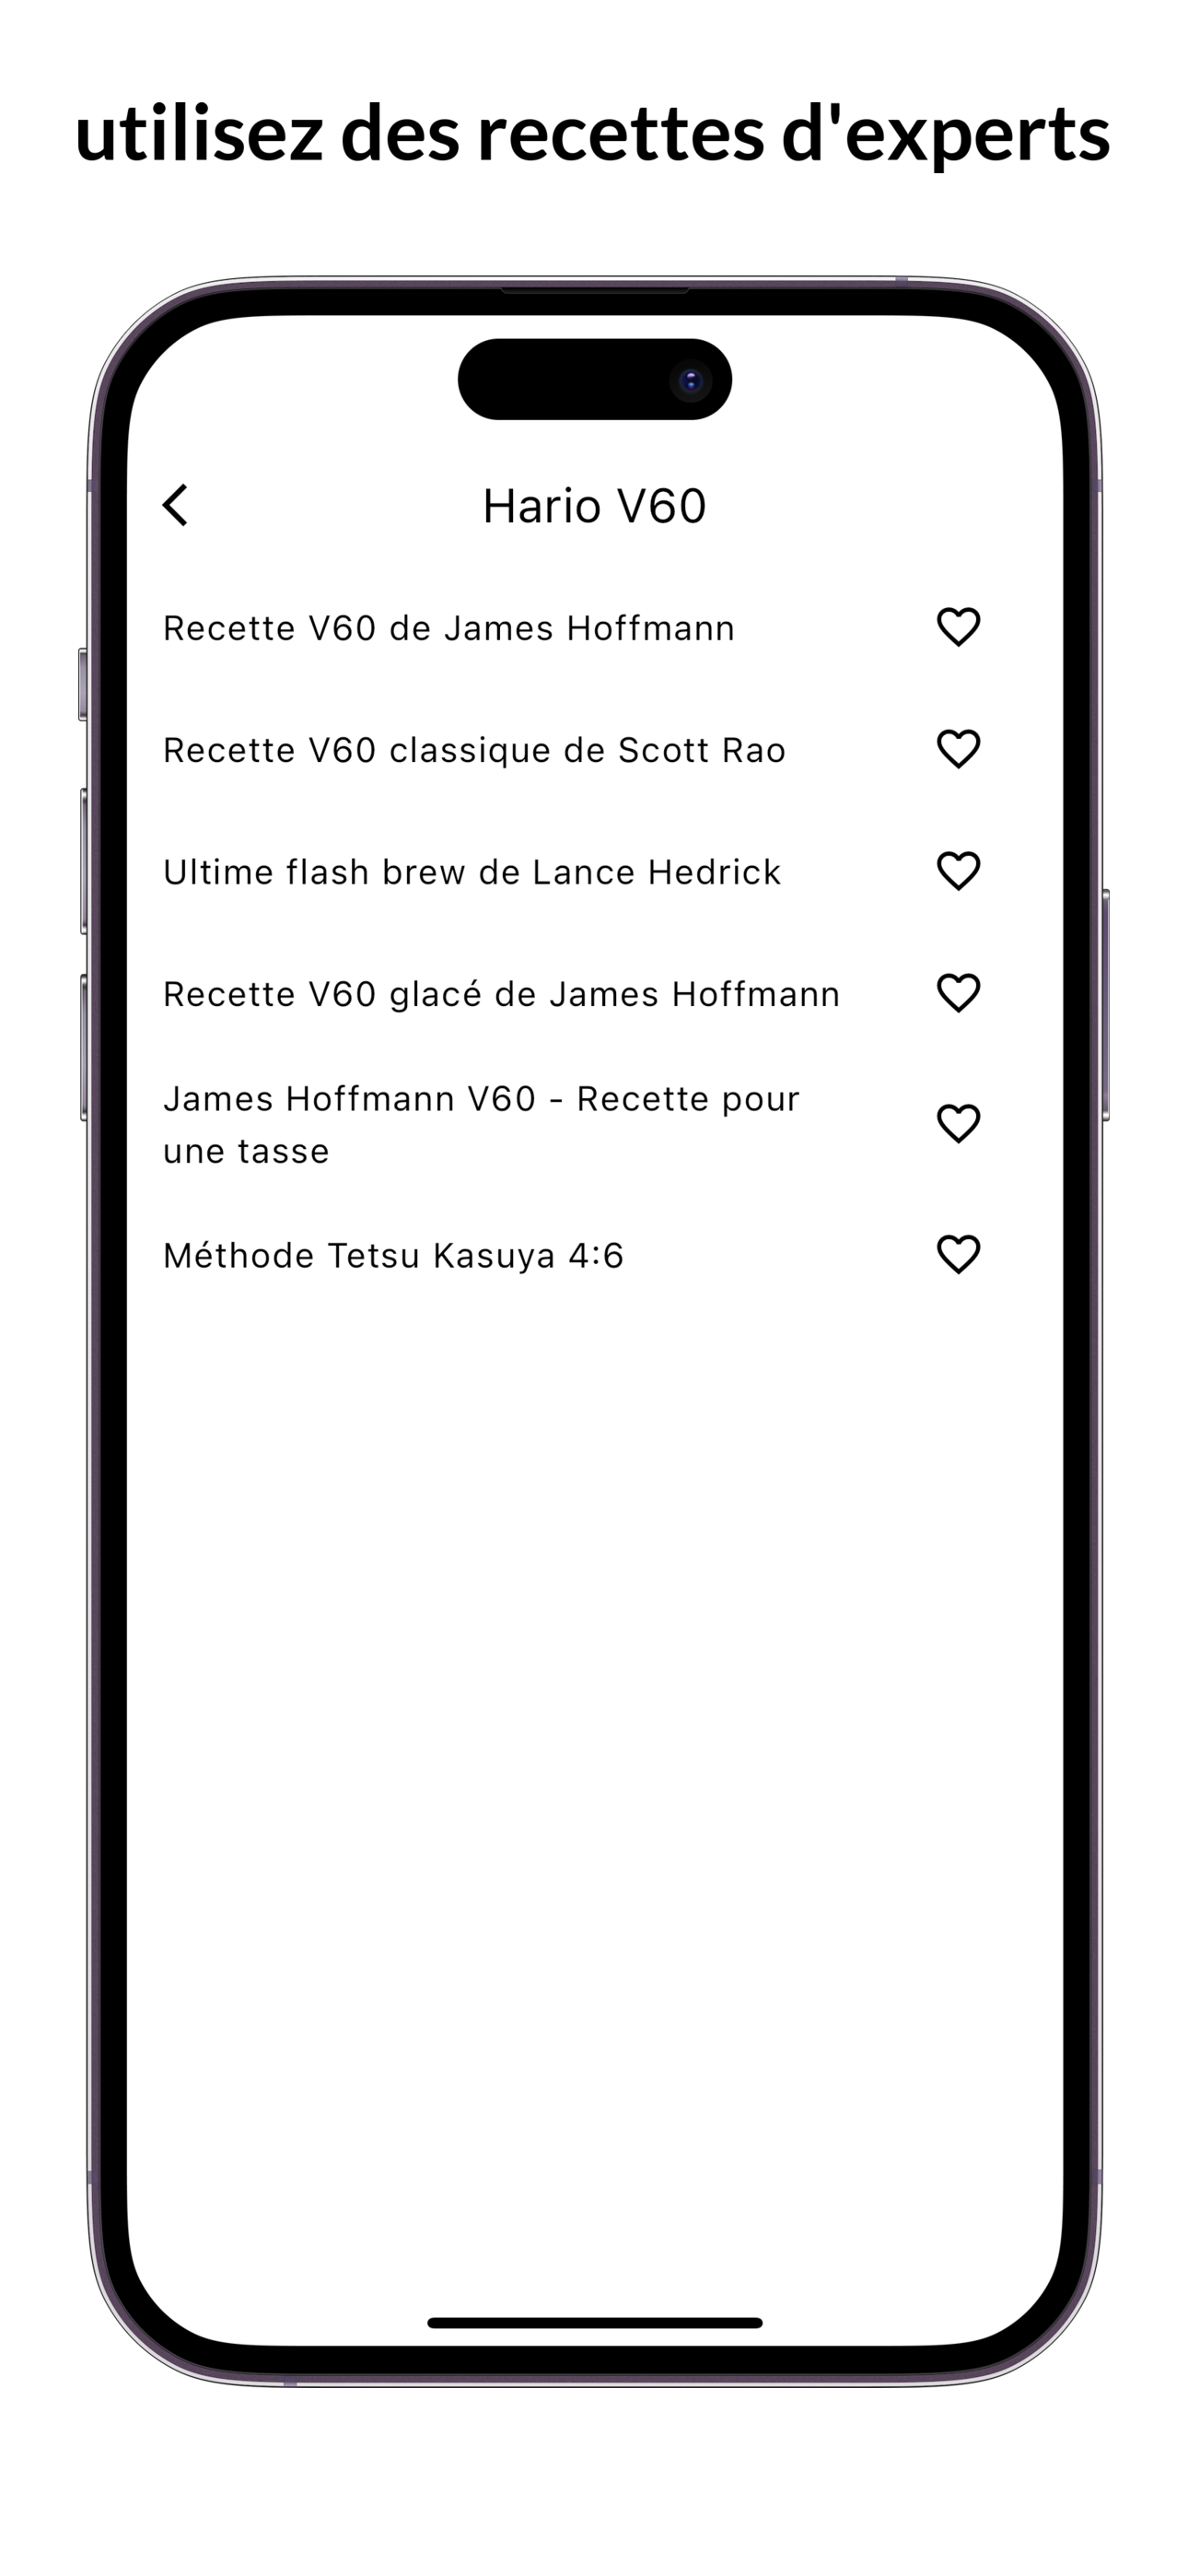 utilisez des recettes d'experts
Hario V60
Recette V60 de James Hoffmann
Recette V60 classique de Scott Rao
Ultime flash brew de Lance Hedrick
Recette V60 glacé de James Hoffmann
James Hoffmann V60 - Recette pour
une tasse
Méthode Tetsu Kasuya 4:6